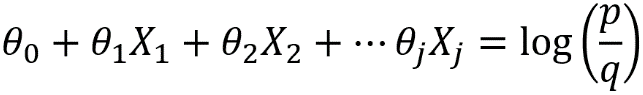 θ₀ + θ₁X₁ + θ₂X₂ + ⋯ θⱼXⱼ = log(p/q)